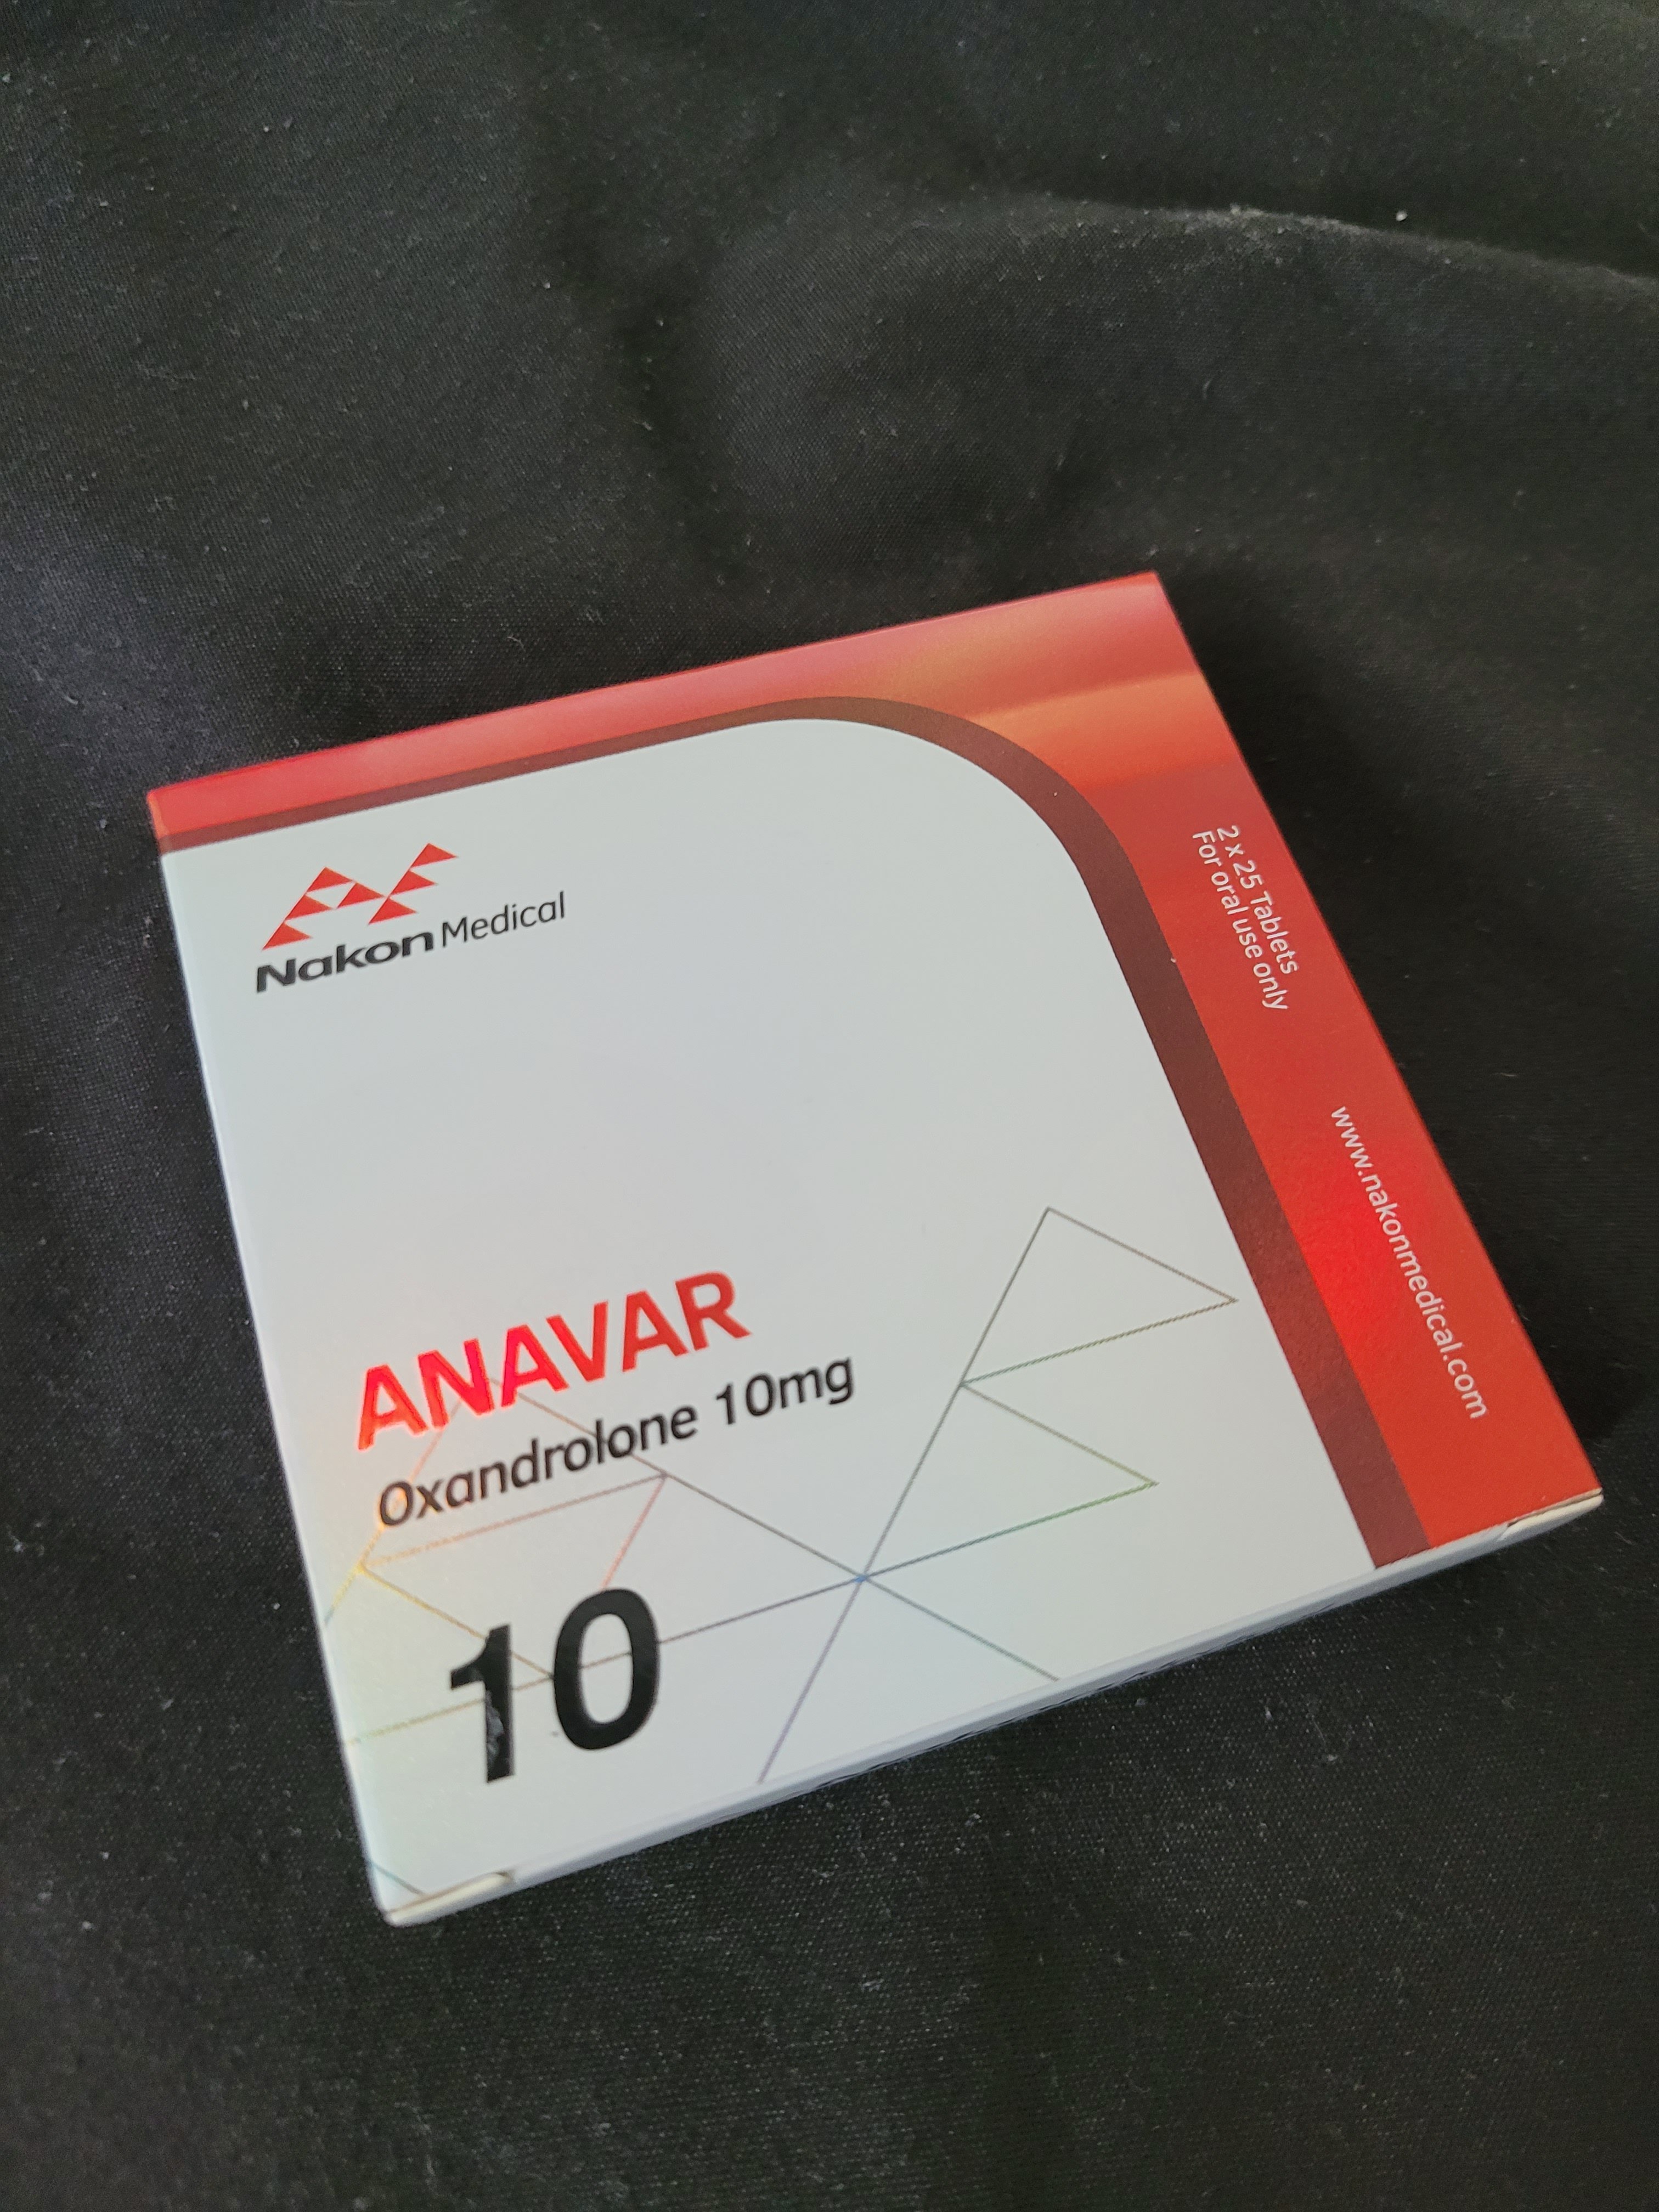 Nakon Medical
ANAVAR
Oxandrolone 10mg
10
2 x 25 Tablets
For oral use only
www.nakonmedical.com